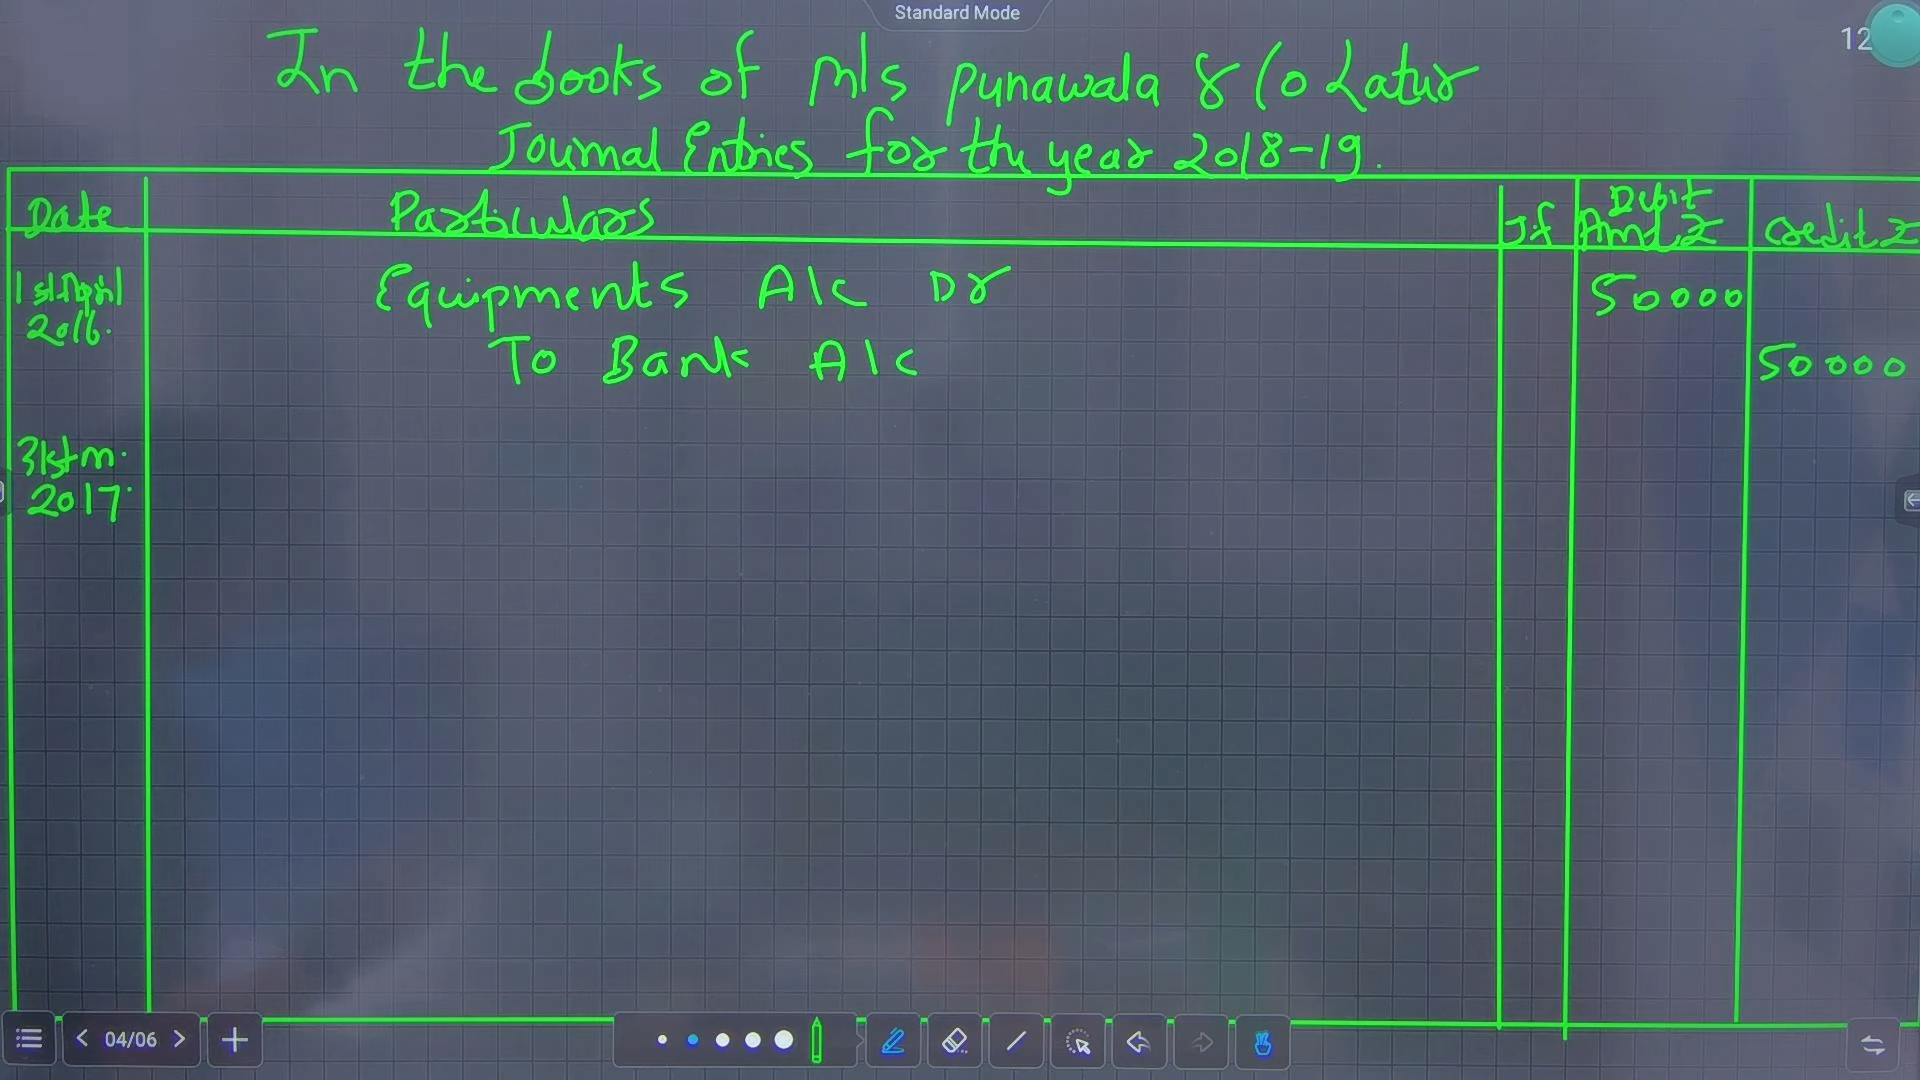 Standard Mode
12
In the books of M/s Punawala & Co Latur
Journal Entries for the year 2018-19.
Date Particulars J.f Debit Amt ₹ Credit ₹
1st April 2016. Equipments A/c Dr 50000
To Bank A/c 50000
31st m. 2017.
04/06